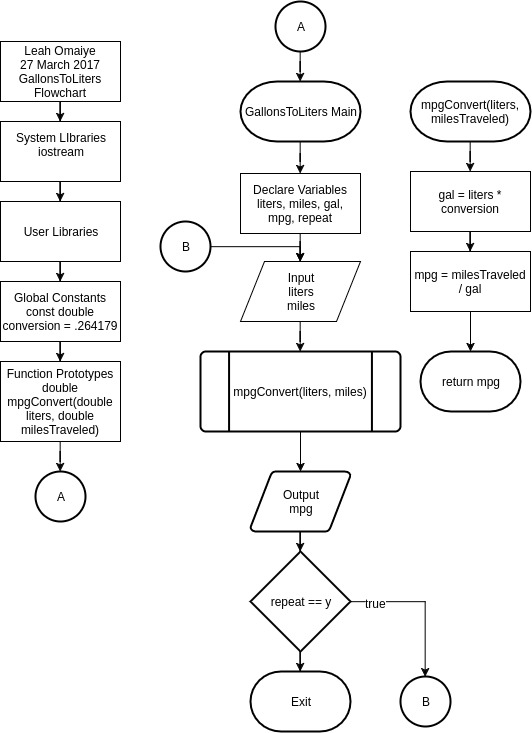 Leah Omaiye
27 March 2017
GallonsToLiters
Flowchart
System LIbraries
iostream
User Libraries
Global Constants
const double
conversion = .264179
Function Prototypes
double
mpgConvert(double
liters, double
milesTraveled)
A
A
GallonsToLiters Main
Declare Variables
liters, miles, gal,
mpg, repeat
B
Input
liters
miles
mpgConvert(liters, miles)
Output
mpg
repeat == y
true
Exit
B
mpgConvert(liters,
milesTraveled)
gal = liters *
conversion
mpg = milesTraveled
/ gal
return mpg